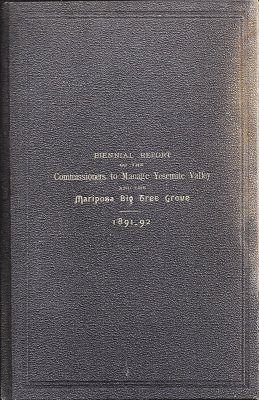 BIENNIAL REPORT
OF THE
Commissioners to Manage Yosemite Valley
AND THE
Mariposa Big Tree Grove
1891-92